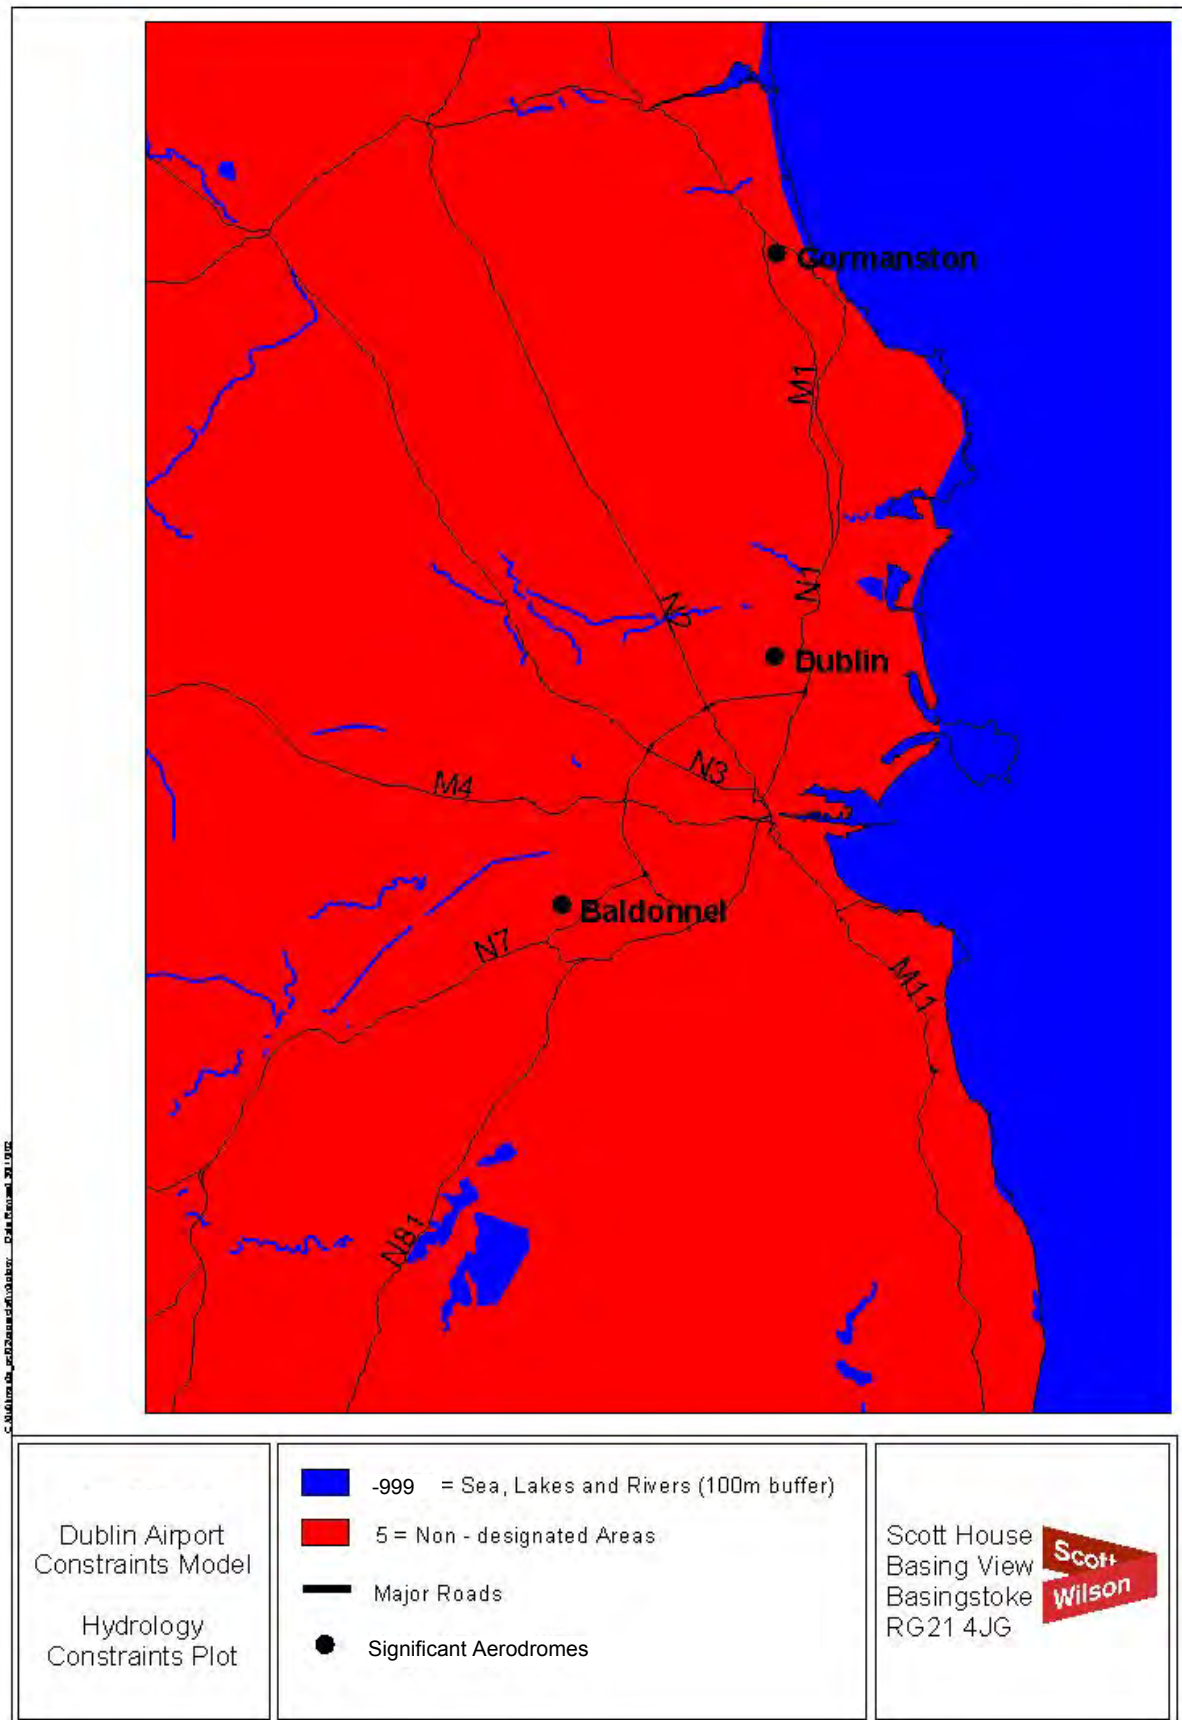 Gormanston
M1
N1
N2
Dublin
N3
M4
Baldonnel
N7
M11
N81
Dublin Airport
Constraints Model
Hydrology
Constraints Plot
-999 = Sea, Lakes and Rivers (100m buffer)
5 = Non - designated Areas
Major Roads
Significant Aerodromes
Scott House
Basing View
Basingstoke
RG21 4JG
Scott
Wilson